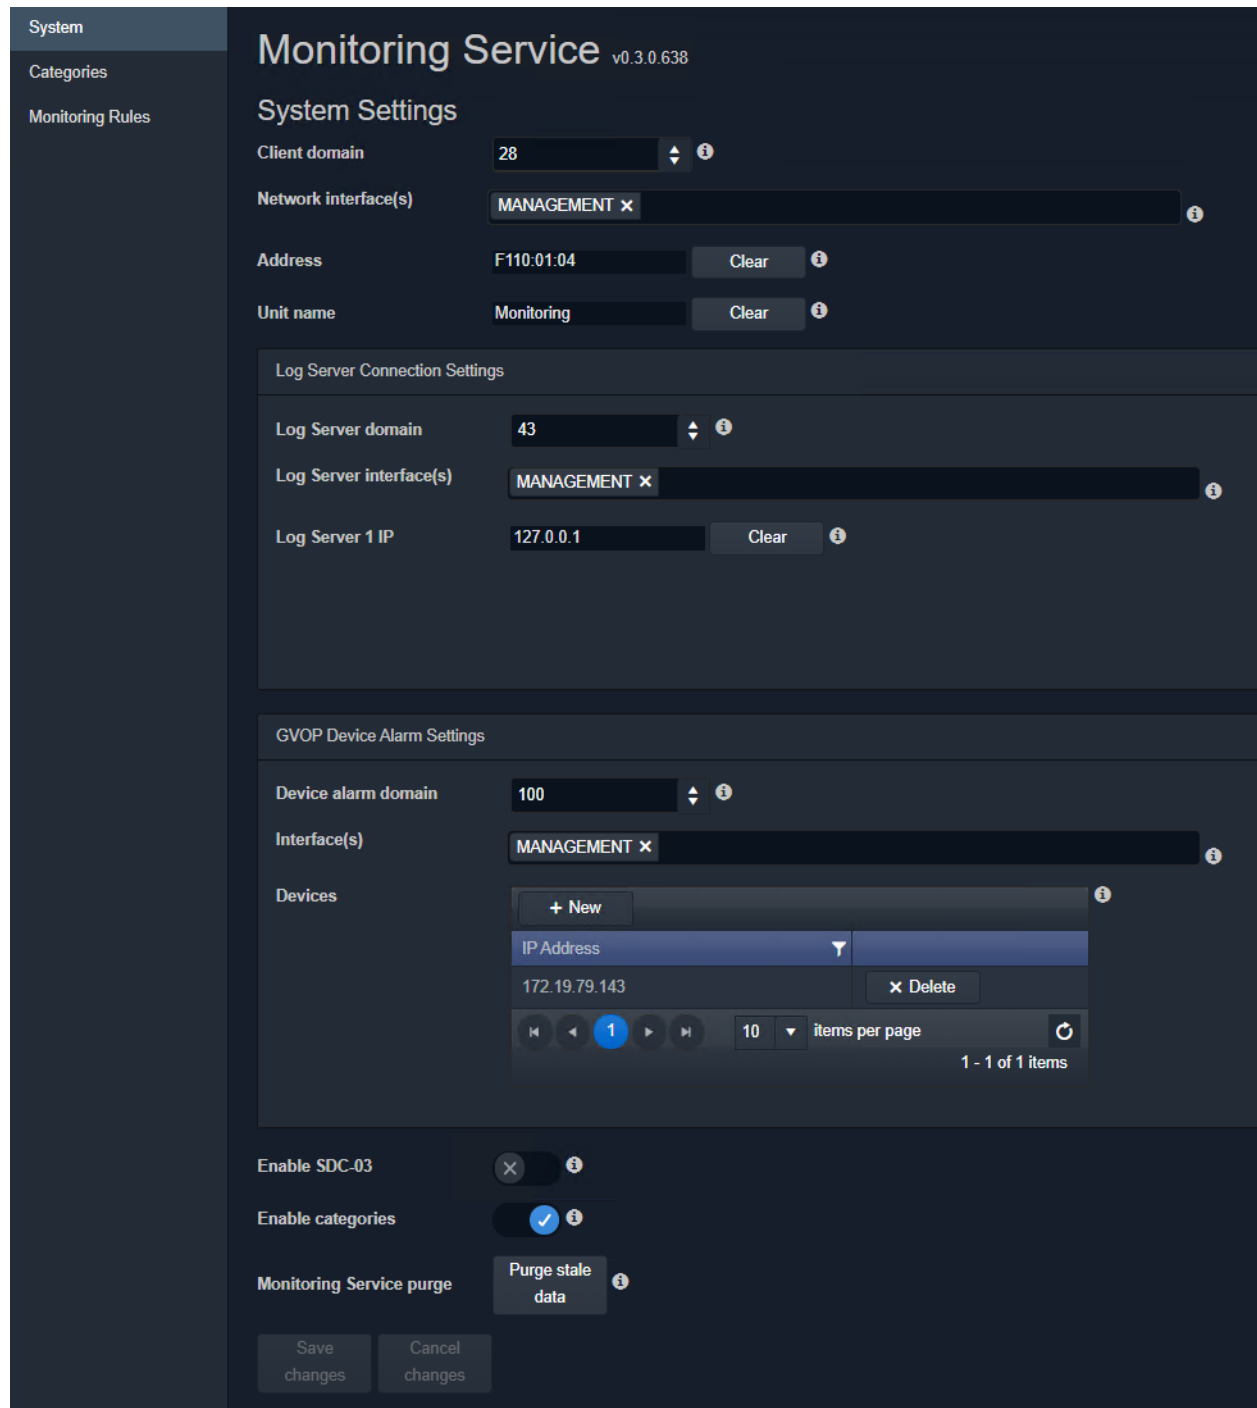 System
Categories
Monitoring Rules
Monitoring Service v0.3.0.638
System Settings
Client domain 28
Network interface(s) MANAGEMENT
Address F110:01:04 Clear
Unit name Monitoring Clear
Log Server Connection Settings
Log Server domain 43
Log Server interface(s) MANAGEMENT
Log Server 1 IP 127.0.0.1 Clear
GVOP Device Alarm Settings
Device alarm domain 100
Interface(s) MANAGEMENT
Devices
+ New
IP Address
172.19.79.143 Delete
1 10 items per page
1 - 1 of 1 items
Enable SDC-03
Enable categories
Monitoring Service purge
Purge stale
data
Save
changes
Cancel
changes